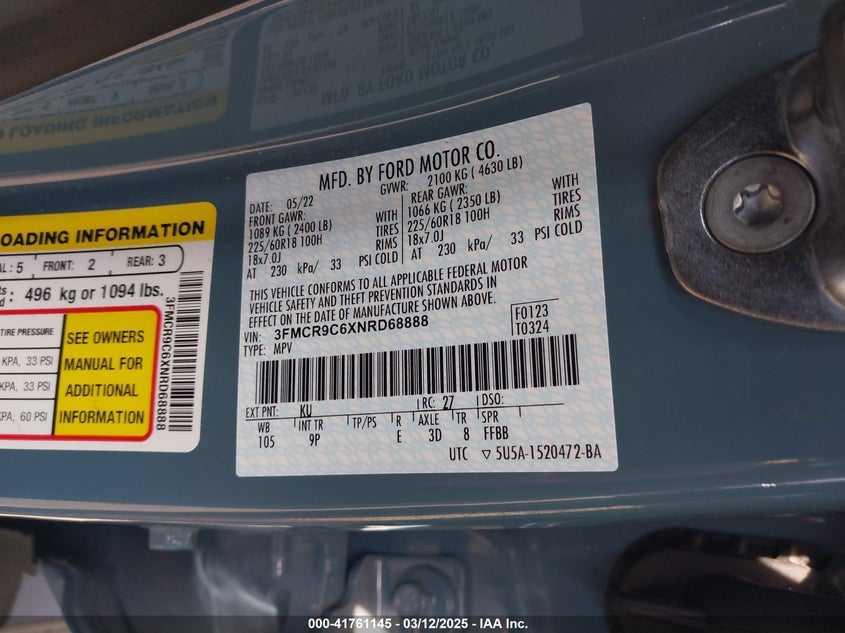 LOADING INFORMATION
AL: 5 FRONT: 2 REAR: 3
496 kg or 1094 lbs.
TIRE PRESSURE
KPA, 33 PSI
KPA, 33 PSI
KPA, 60 PSI
SEE OWNERS
MANUAL FOR
ADDITIONAL
INFORMATION
3FMCR9C6XNRD68888
MFD. BY FORD MOTOR CO.
DATE: 05/22 GVWR: 2100 KG ( 4630 LB)
FRONT GAWR: REAR GAWR:
1089 KG ( 2400 LB) WITH 1066 KG ( 2350 LB) WITH
225/60R18 100H TIRES 225/60R18 100H TIRES
18x7.0J RIMS 18x7.0J RIMS
AT 230 kPa/ 33 PSI COLD AT 230 kPa/ 33 PSI COLD
THIS VEHICLE CONFORMS TO ALL APPLICABLE FEDERAL MOTOR
VEHICLE SAFETY AND THEFT PREVENTION STANDARDS IN
EFFECT ON THE DATE OF MANUFACTURE SHOWN ABOVE.
VIN: 3FMCR9C6XNRD68888 F0123
TYPE: MPV T0324
EXT PNT: KU RC: 27 DSO:
WB INT TR TP/PS R AXLE TR SPR
105 9P E 3D 8 FFBB
UTC ▽ 5U5A-1520472-BA
000-41761145 - 03/12/2025 - IAA Inc.